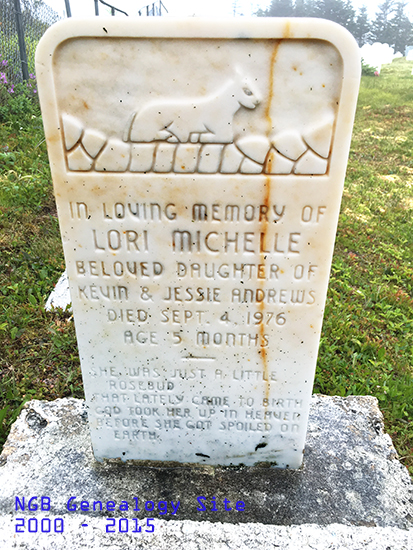 IN LOVING MEMORY OF
LORI MICHELLE
BELOVED DAUGHTER OF
KEVIN & JESSIE ANDREWS
DIED SEPT. 4, 1976
AGE 5 MONTHS
SHE WAS JUST A LITTLE
ROSEBUD
THAT LATELY CAME TO BIRTH
GOD TOOK HER UP IN HEAVEN
BEFORE SHE GOT SPOILED ON
EARTH.
NGB Genealogy Site
2000 - 2015